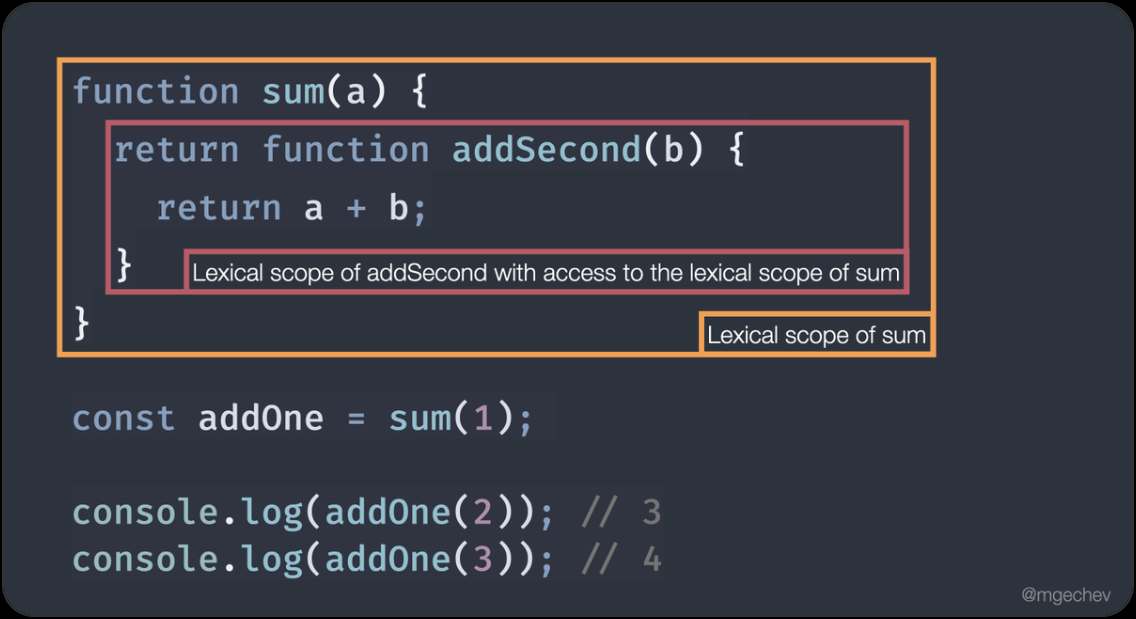 function sum(a) {
return function addSecond(b) {
return a + b;
}
Lexical scope of addSecond with access to the lexical scope of sum
}
Lexical scope of sum
const addOne = sum(1);
console.log(addOne(2)); // 3
console.log(addOne(3)); // 4
@mgechev